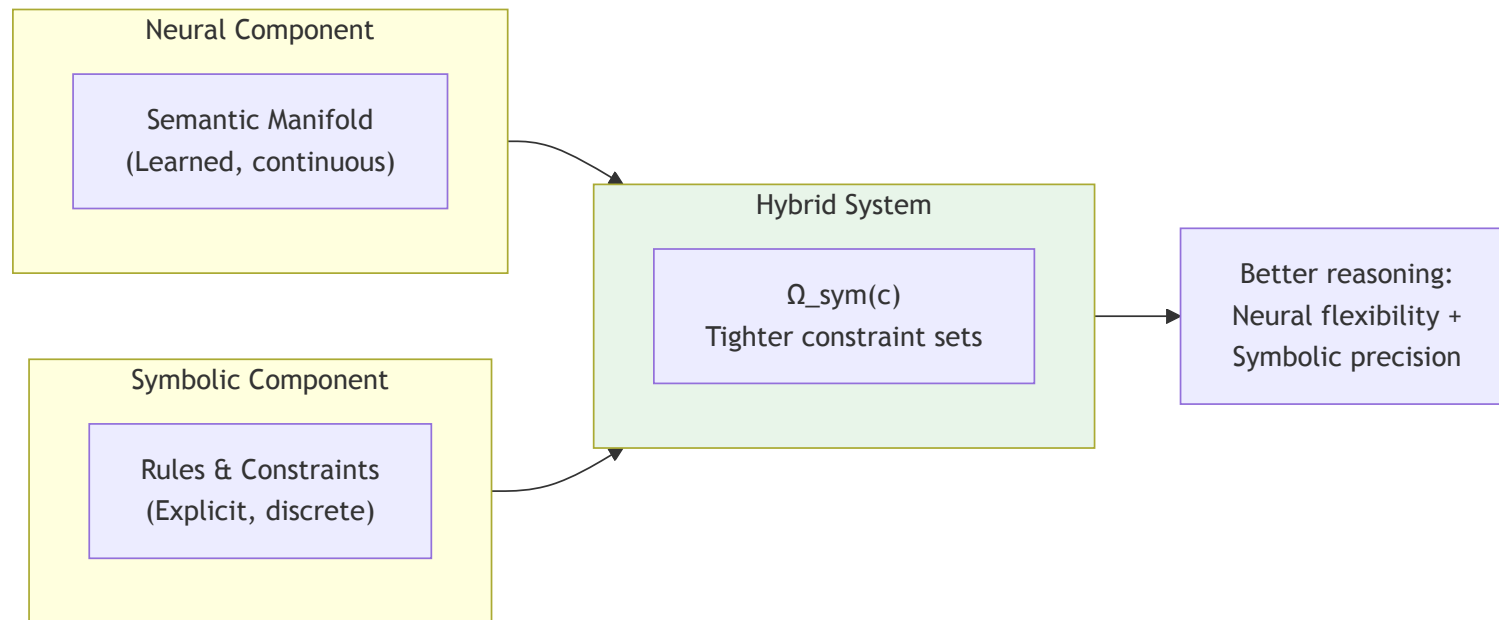 Neural Component
Semantic Manifold
(Learned, continuous)
Symbolic Component
Rules & Constraints
(Explicit, discrete)
Hybrid System
Ω_sym(c)
Tighter constraint sets
Better reasoning:
Neural flexibility +
Symbolic precision